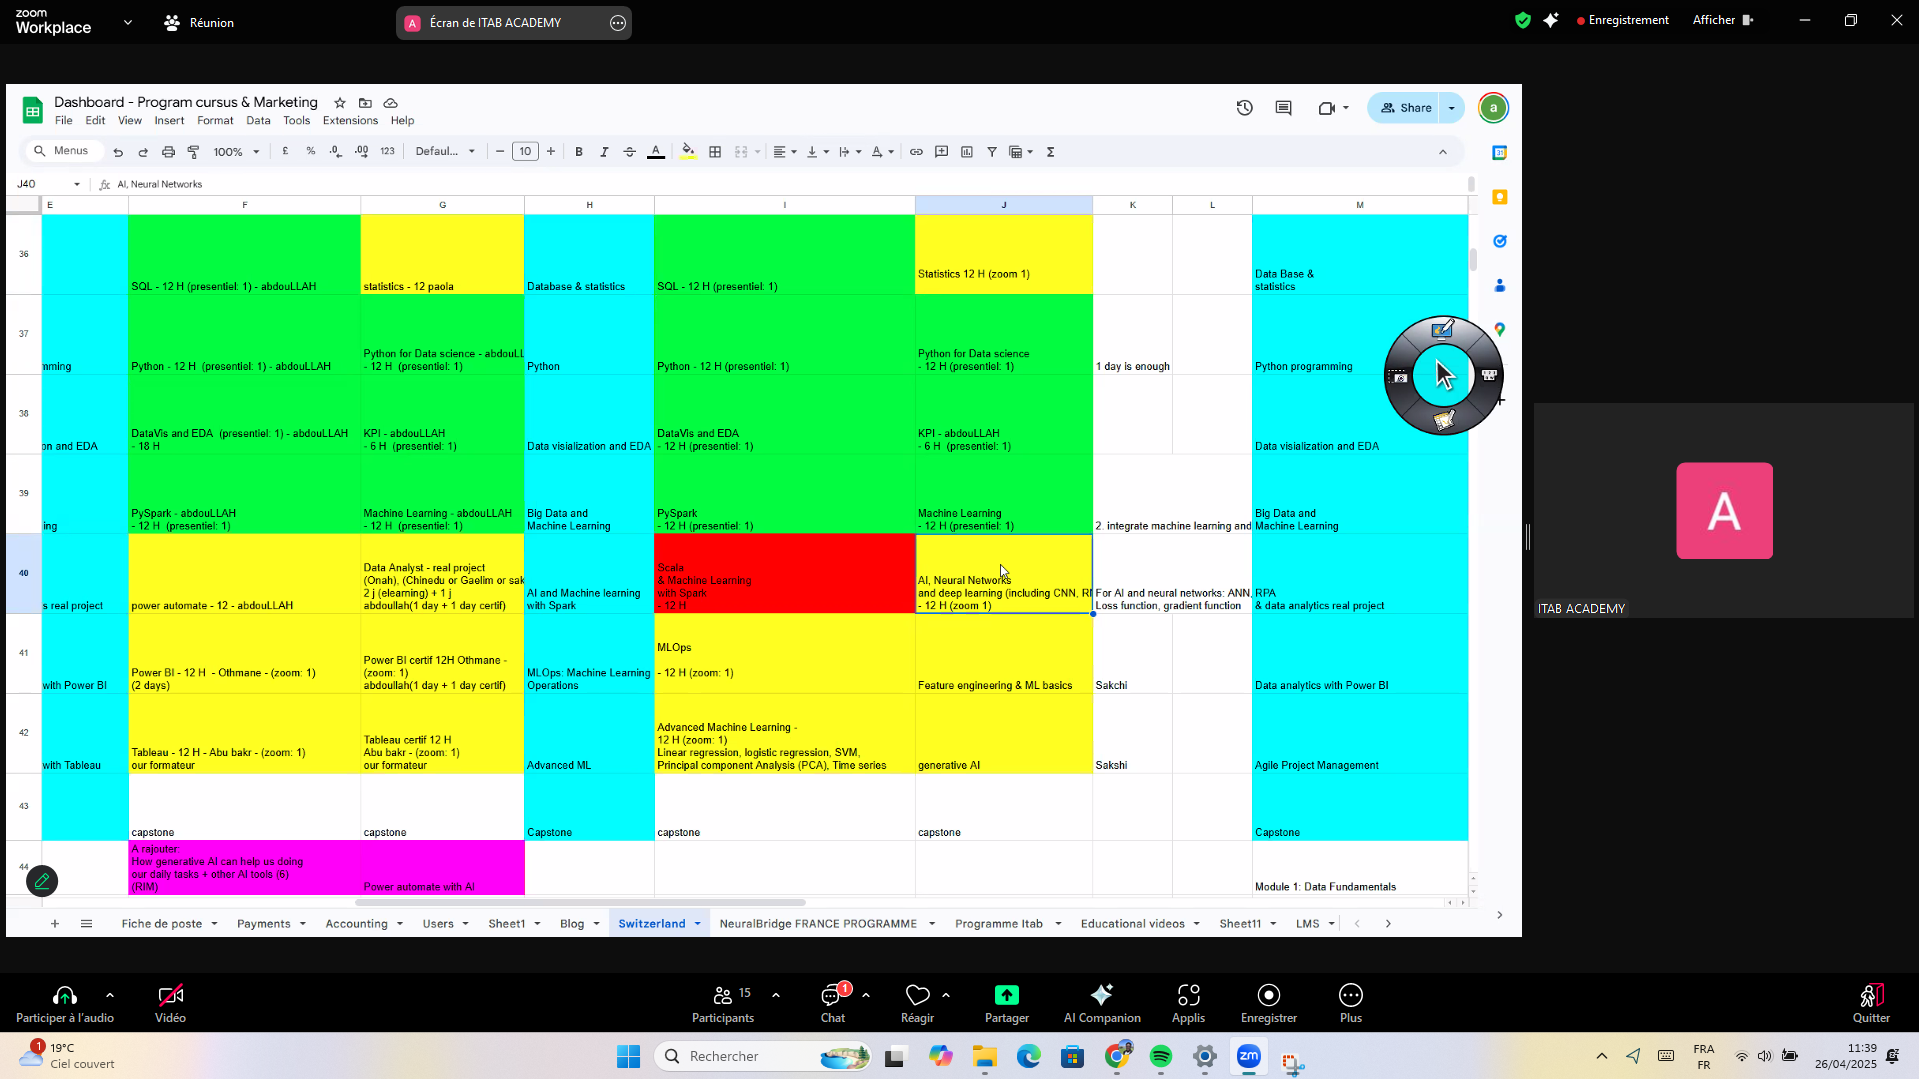 zoom
Workplace
Réunion
A
Écran de ITAB ACADEMY
Enregistrement
Afficher
Dashboard - Program cursus & Marketing
File Edit View Insert Format Data Tools Extensions Help
Share
a
Menus
100%
£
%
.0
.00
123
Defaul...
10
B
I
A
Σ
J40
fx AI, Neural Networks
E F G H I J K L M
36
SQL - 12 H (presentiel: 1) - abdouLLAH
statistics - 12 paola
Database & statistics
SQL - 12 H (presentiel: 1)
Statistics 12 H (zoom 1)
Data Base &
statistics
37
nming
Python - 12 H (presentiel: 1) - abdouLLAH
Python for Data science - abdouLL
- 12 H (presentiel: 1)
Python
Python - 12 H (presentiel: 1)
Python for Data science
- 12 H (presentiel: 1)
1 day is enough
Python programming
38
on and EDA
DataVis and EDA (presentiel: 1) - abdouLLAH
- 18 H
KPI - abdouLLAH
- 6 H (presentiel: 1)
Data visialization and EDA
DataVis and EDA
- 12 H (presentiel: 1)
KPI - abdouLLAH
- 6 H (presentiel: 1)
Data visialization and EDA
39
ing
PySpark - abdouLLAH
- 12 H (presentiel: 1)
Machine Learning - abdouLLAH
- 12 H (presentiel: 1)
Big Data and
Machine Learning
PySpark
- 12 H (presentiel: 1)
Machine Learning
- 12 H (presentiel: 1)
2. integrate machine learning and
Big Data and
Machine Learning
40
s real project
power automate - 12 - abdouLLAH
Data Analyst - real project
(Onah), (Chinedu or Gaelim or sak
2 j (elearning) + 1 j
abdoullah(1 day + 1 day certif)
AI and Machine learning
with Spark
Scala
& Machine Learning
with Spark
- 12 H
AI, Neural Networks
and deep learning (including CNN, RN
- 12 H (zoom 1)
For AI and neural networks: ANN,
Loss function, gradient function
RPA
& data analytics real project
41
with Power BI
Power BI - 12 H - Othmane - (zoom: 1)
(2 days)
Power BI certif 12H Othmane -
(zoom: 1)
abdoullah(1 day + 1 day certif)
MLOps: Machine Learning
Operations
MLOps
- 12 H (zoom: 1)
Feature engineering & ML basics
Sakchi
Data analytics with Power BI
42
with Tableau
Tableau - 12 H - Abu bakr - (zoom: 1)
our formateur
Tableau certif 12 H
Abu bakr - (zoom: 1)
our formateur
Advanced ML
Advanced Machine Learning -
12 H (zoom: 1)
Linear regression, logistic regression, SVM,
Principal component Analysis (PCA), Time series
generative AI
Sakshi
Agile Project Management
43
capstone
capstone
Capstone
capstone
capstone
Capstone
44
A rajouter:
How generative AI can help us doing
our daily tasks + other AI tools (6)
(RIM)
Power automate with AI
Module 1: Data Fundamentals
Fiche de poste
Payments
Accounting
Users
Sheet1
Blog
Switzerland
NeuralBridge FRANCE PROGRAMME
Programme Itab
Educational videos
Sheet11
LMS
A
ITAB ACADEMY
Participer à l'audio
Vidéo
15
Participants
1
Chat
Réagir
Partager
AI Companion
Applis
Enregistrer
Plus
Quitter
1
19°C
Ciel couvert
Rechercher
zm
FRA
FR
11:39
26/04/2025